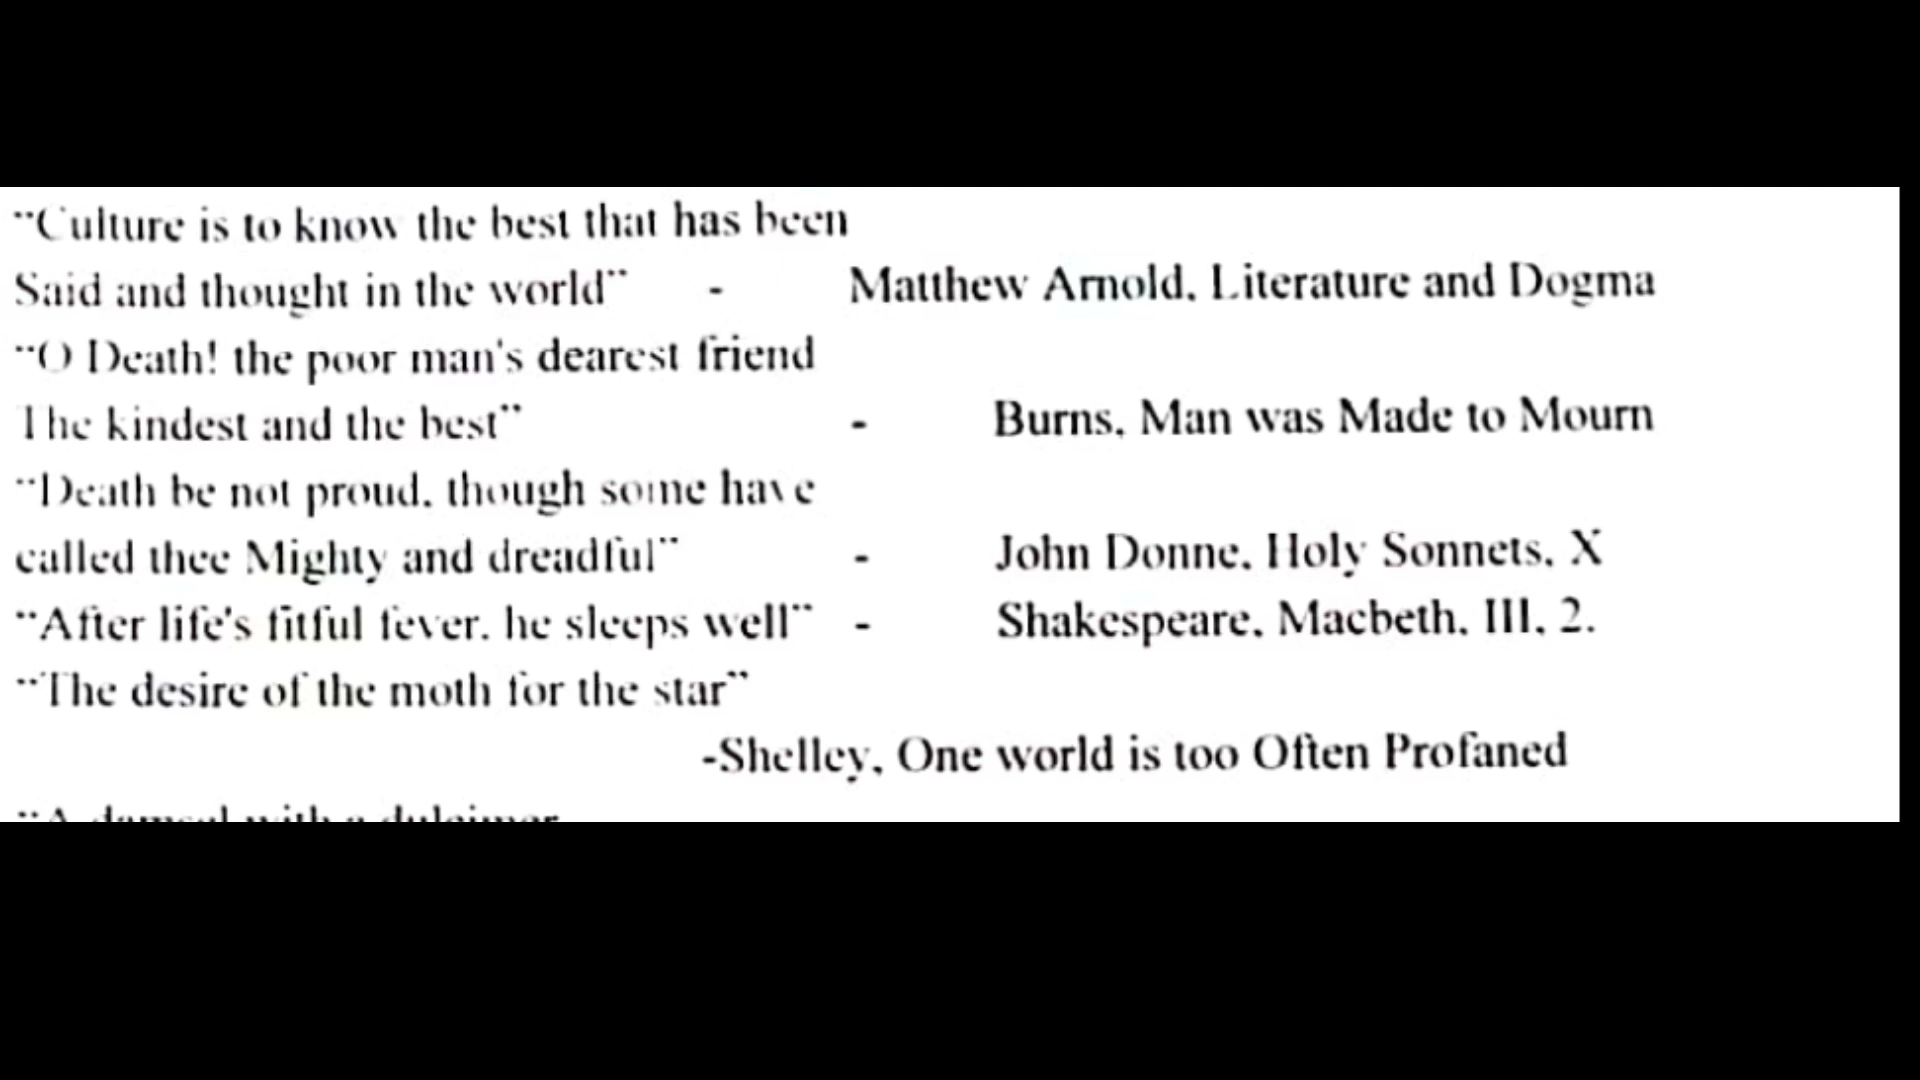 "Culture is to know the best that has been
Said and thought in the world" - Matthew Arnold, Literature and Dogma
"O Death! the poor man's dearest friend
The kindest and the best" - Burns, Man was Made to Mourn
"Death be not proud, though some have
called thee Mighty and dreadful" - John Donne, Holy Sonnets, X
"After life's fitful fever, he sleeps well" - Shakespeare, Macbeth, III, 2.
"The desire of the moth for the star"
-Shelley, One world is too Often Profaned
"A damsel with a dulcimer